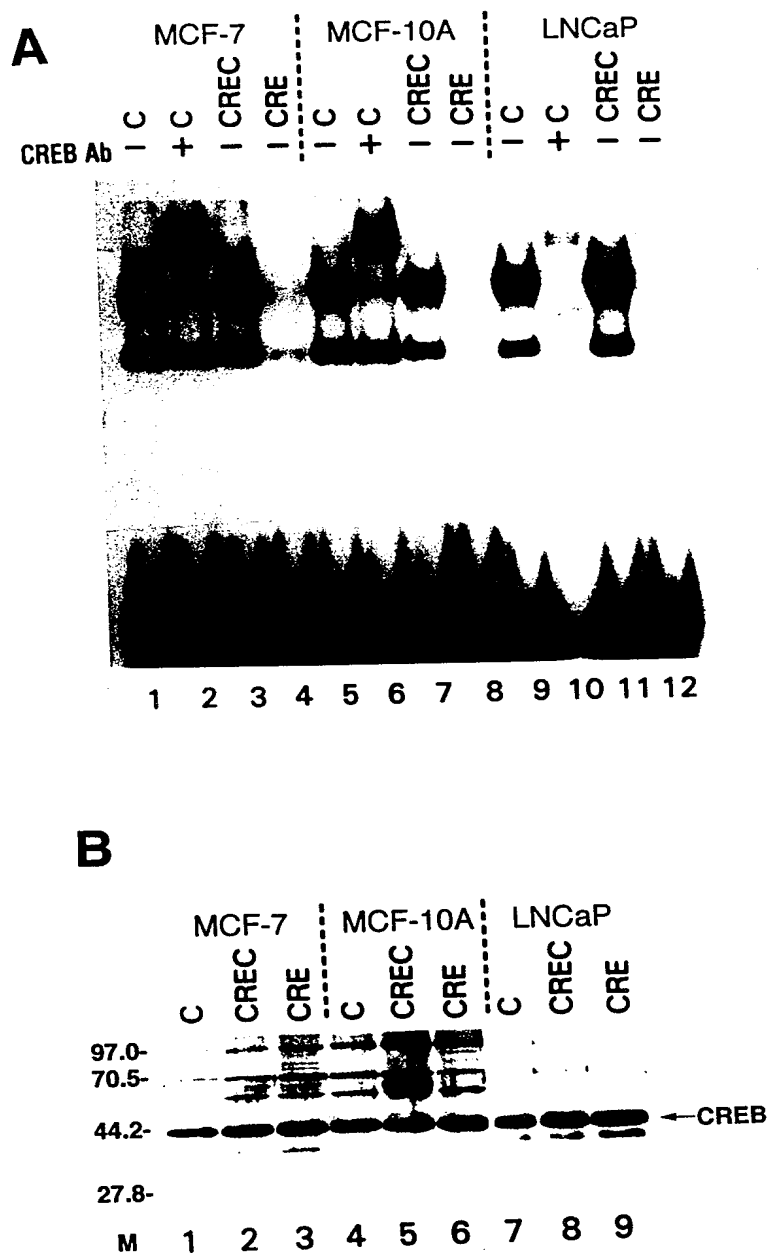 A
MCF-7 MCF-10A LNCaP
C C CREC CRE C C CREC CRE C C CREC CRE
CREB Ab − + − − − + − − − + − −
1 2 3 4 5 6 7 8 9 10 11 12
B
MCF-7 MCF-10A LNCaP
C CREC CRE C CREC CRE C CREC CRE
97.0-
70.5-
44.2- ←CREB
27.8-
M 1 2 3 4 5 6 7 8 9